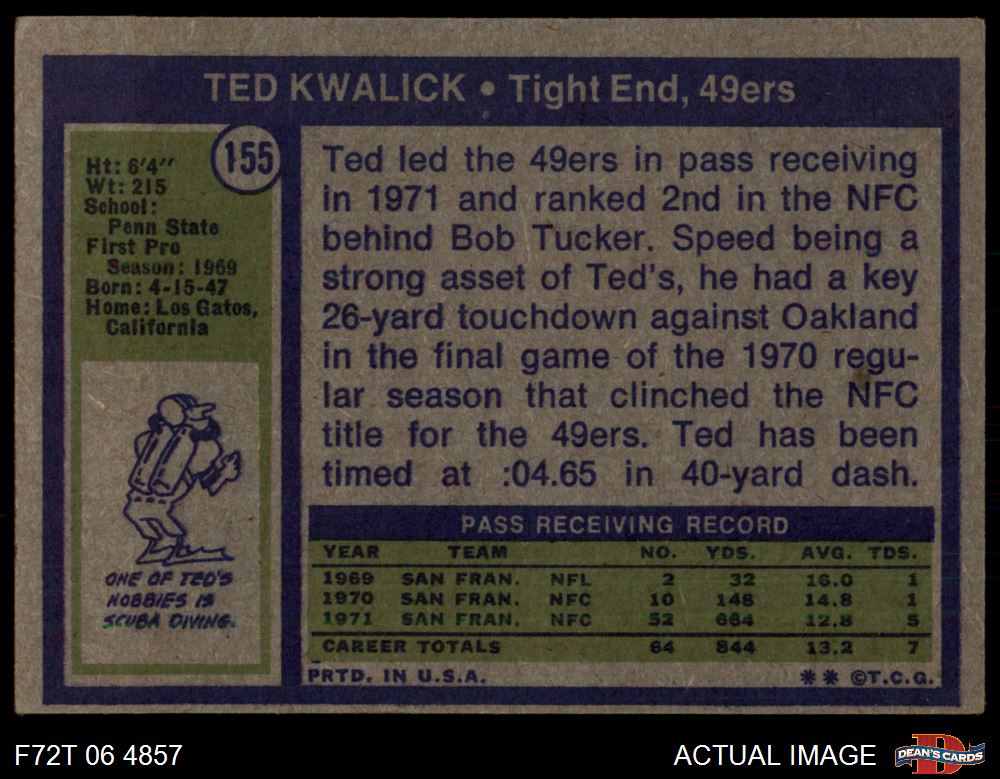 TED KWALICK • Tight End, 49ers
155
Ht: 6'4''
Wt: 215
School:
Penn State
First Pro
Season: 1969
Born: 4-15-47
Home: Los Gatos,
California
ONE OF TED'S
HOBBIES IS
SCUBA DIVING.
Ted led the 49ers in pass receiving
in 1971 and ranked 2nd in the NFC
behind Bob Tucker. Speed being a
strong asset of Ted's, he had a key
26-yard touchdown against Oakland
in the final game of the 1970 regu-
lar season that clinched the NFC
title for the 49ers. Ted has been
timed at :04.65 in 40-yard dash.
PASS RECEIVING RECORD
YEAR TEAM NO. YDS. AVG. TDS.
1969 SAN FRAN. NFL 2 32 16.0 1
1970 SAN FRAN. NFC 10 148 14.8 1
1971 SAN FRAN. NFC 52 664 12.8 5
CAREER TOTALS 64 844 13.2 7
PRTD. IN U.S.A. ** ©T.C.G.
F72T 06 4857 ACTUAL IMAGE DEAN'S CARDS